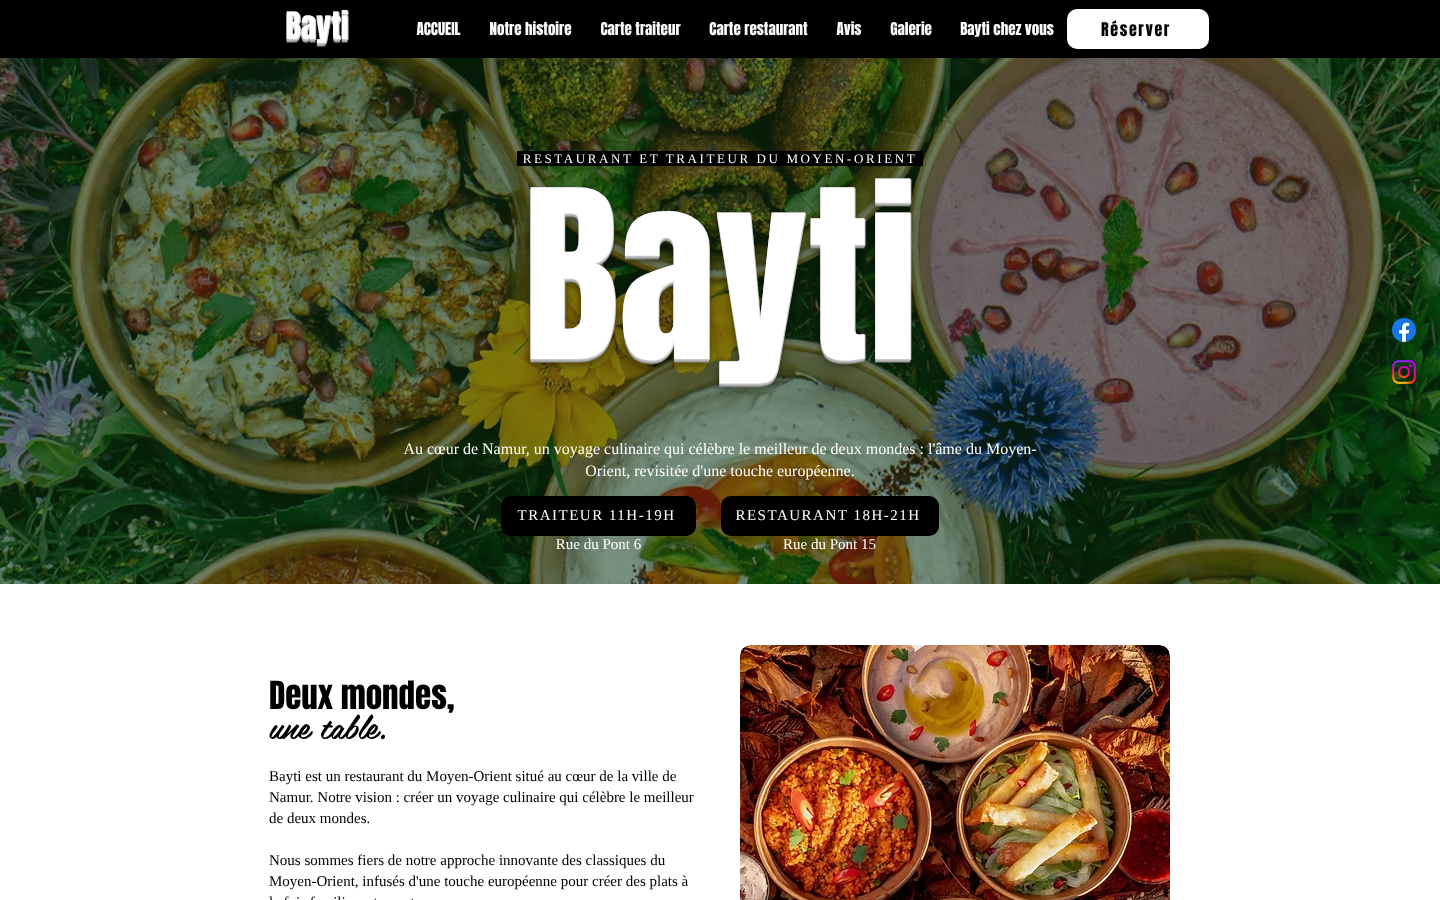 Bayti
ACCUEIL
Notre histoire
Carte traiteur
Carte restaurant
Avis
Galerie
Bayti chez vous
Réserver
RESTAURANT ET TRAITEUR DU MOYEN-ORIENT
Bayti
Au cœur de Namur, un voyage culinaire qui célèbre le meilleur de deux mondes : l'âme du Moyen-
Orient, revisitée d'une touche européenne.
TRAITEUR 11H-19H
RESTAURANT 18H-21H
Rue du Pont 6
Rue du Pont 15
Deux mondes,
une table.
Bayti est un restaurant du Moyen-Orient situé au cœur de la ville de
Namur. Notre vision : créer un voyage culinaire qui célèbre le meilleur
de deux mondes.
Nous sommes fiers de notre approche innovante des classiques du
Moyen-Orient, infusés d'une touche européenne pour créer des plats à